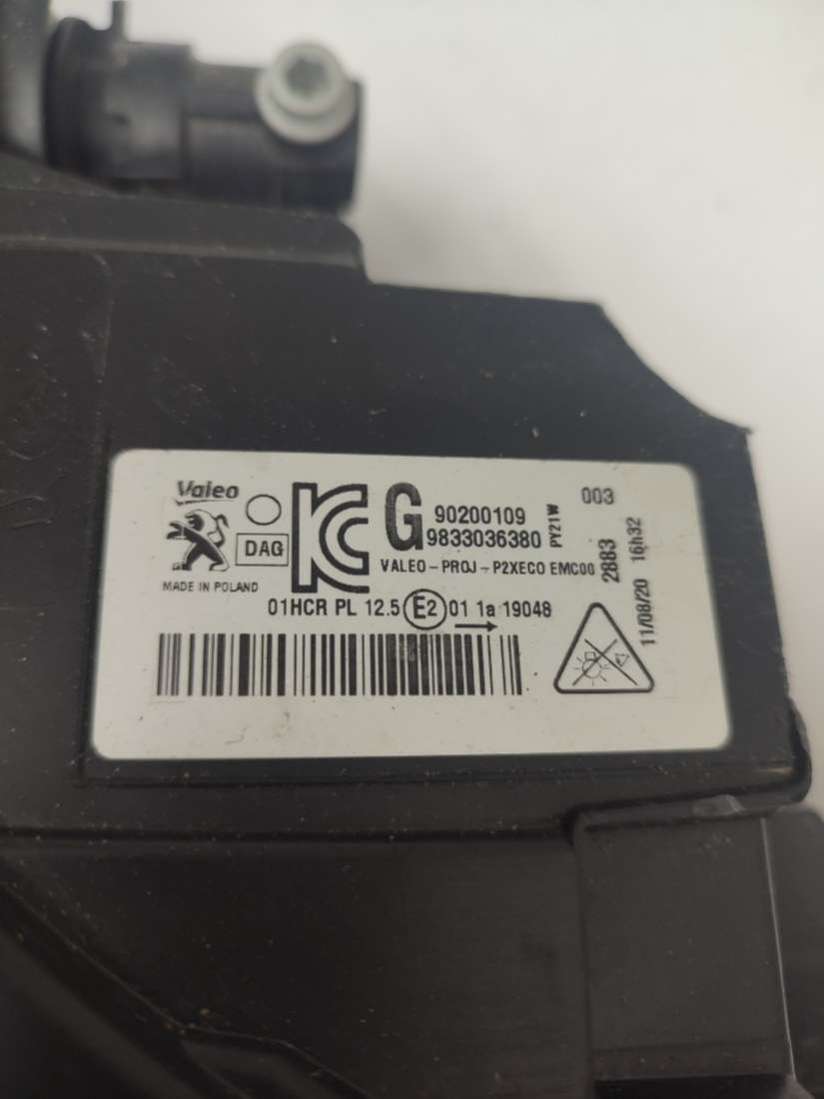 Valeo
DAG
MADE IN POLAND
KC
G
90200109
9833036380
PY21W
003
VALEO-PROJ-P2XECO EMC00
2883
11/08/20 16h32
01HCR PL 12.5 E2 01 1a 19048